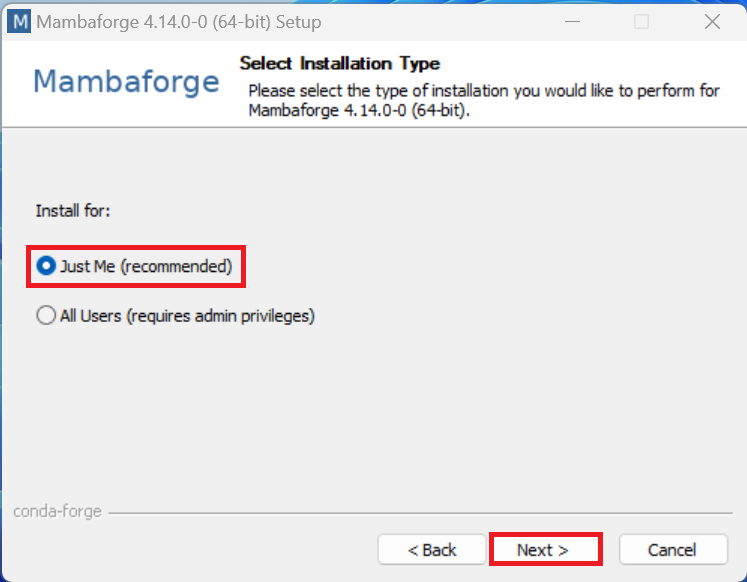 M Mambaforge 4.14.0-0 (64-bit) Setup
Mambaforge
Select Installation Type
Please select the type of installation you would like to perform for
Mambaforge 4.14.0-0 (64-bit).
Install for:
Just Me (recommended)
All Users (requires admin privileges)
conda-forge
< Back
Next >
Cancel